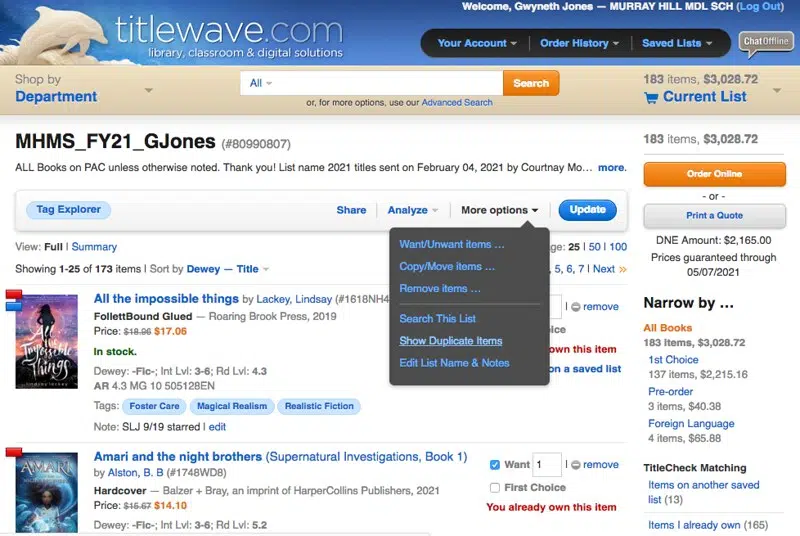 Welcome, Gwyneth Jones — MURRAY HILL MDL SCH (Log Out)
titlewave.com
library, classroom & digital solutions
Your Account
Order History
Saved Lists
Chat Offline
Shop by
Department
All
Search
or, for more options, use our Advanced Search
183 items, $3,028.72
Current List
MHMS_FY21_GJones (#80990807)
ALL Books on PAC unless otherwise noted. Thank you! List name 2021 titles sent on February 04, 2021 by Courtnay Mo… more.
183 items, $3,028.72
Order Online
- or -
Print a Quote
DNE Amount: $2,165.00
Prices guaranteed through
05/07/2021
Tag Explorer
Share
Analyze
More options
Update
View: Full | Summary
ge: 25 | 50 | 100
Showing 1-25 of 173 items | Sort by Dewey — Title
, 5, 6, 7 | Next »
Want/Unwant items …
Copy/Move items …
Remove items …
Search This List
Show Duplicate Items
Edit List Name & Notes
All the impossible things by Lackey, Lindsay (#1618NH4
FollettBound Glued — Roaring Brook Press, 2019
Price: $18.96 $17.06
In stock.
Dewey: -Fic-; Int Lvl: 3-6; Rd Lvl: 4.3
AR 4.3 MG 10 505128EN
Tags: Foster Care Magical Realism Realistic Fiction
Note: SLJ 9/19 starred | edit
| remove
ice
own this item
on a saved list
All the
Impossible
Things
Amari and the night brothers (Supernatural Investigations, Book 1)
by Alston, B. B (#1748WD8)
Hardcover — Balzer + Bray, an imprint of HarperCollins Publishers, 2021
Price: $15.67 $14.10
Dewey: -Fic-; Int Lvl: 3-6; Rd Lvl: 5.2
Want 1 | remove
First Choice
You already own this item
AMARI
Narrow by …
All Books
183 items, $3,028.72
1st Choice
137 items, $2,215.16
Pre-order
3 items, $40.38
Foreign Language
4 items, $65.88
TitleCheck Matching
Items on another saved
list (13)
Items I already own (165)